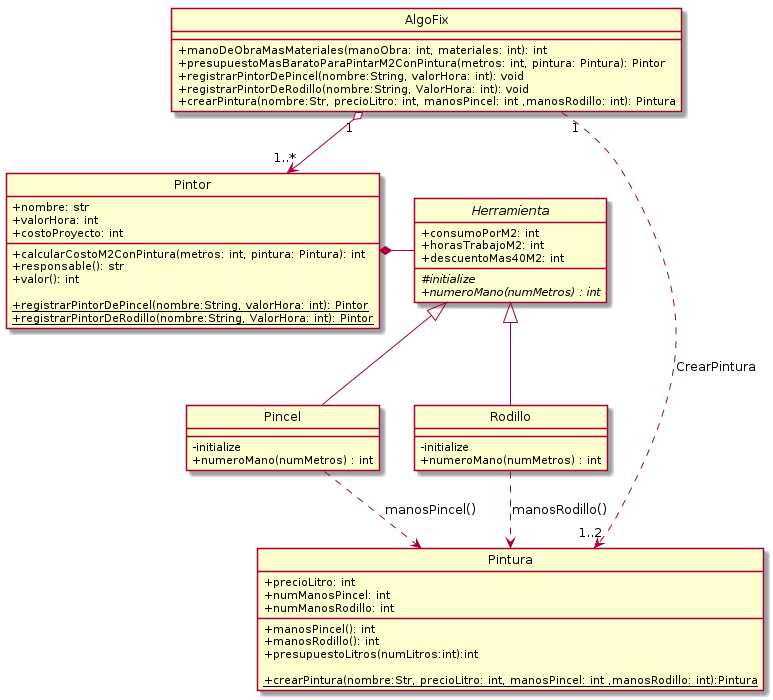 AlgoFix
+manoDeObraMasMateriales(manoObra: int, materiales: int): int
+presupuestoMasBaratoParaPintarM2ConPintura(metros: int, pintura: Pintura): Pintor
+registrarPintorDePincel(nombre:String, valorHora: int): void
+registrarPintorDeRodillo(nombre:String, ValorHora: int): void
+crearPintura(nombre:Str, precioLitro: int, manosPincel: int ,manosRodillo: int): Pintura
1
1
1..*
Pintor
+nombre: str
+valorHora: int
+costoProyecto: int
+calcularCostoM2ConPintura(metros: int, pintura: Pintura): int
+responsable(): str
+valor(): int
+registrarPintorDePincel(nombre:String, valorHora: int): Pintor
+registrarPintorDeRodillo(nombre:String, ValorHora: int): Pintor
Herramienta
+consumoPorM2: int
+horasTrabajoM2: int
+descuentoMas40M2: int
#initialize
+numeroMano(numMetros) : int
CrearPintura
Pincel
-initialize
+numeroMano(numMetros) : int
Rodillo
-initialize
+numeroMano(numMetros) : int
manosPincel()
manosRodillo()
1..2
Pintura
+precioLitro: int
+numManosPincel: int
+numManosRodillo: int
+manosPincel(): int
+manosRodillo(): int
+presupuestoLitros(numLitros:int):int
+crearPintura(nombre:Str, precioLitro: int, manosPincel: int ,manosRodillo: int):Pintura